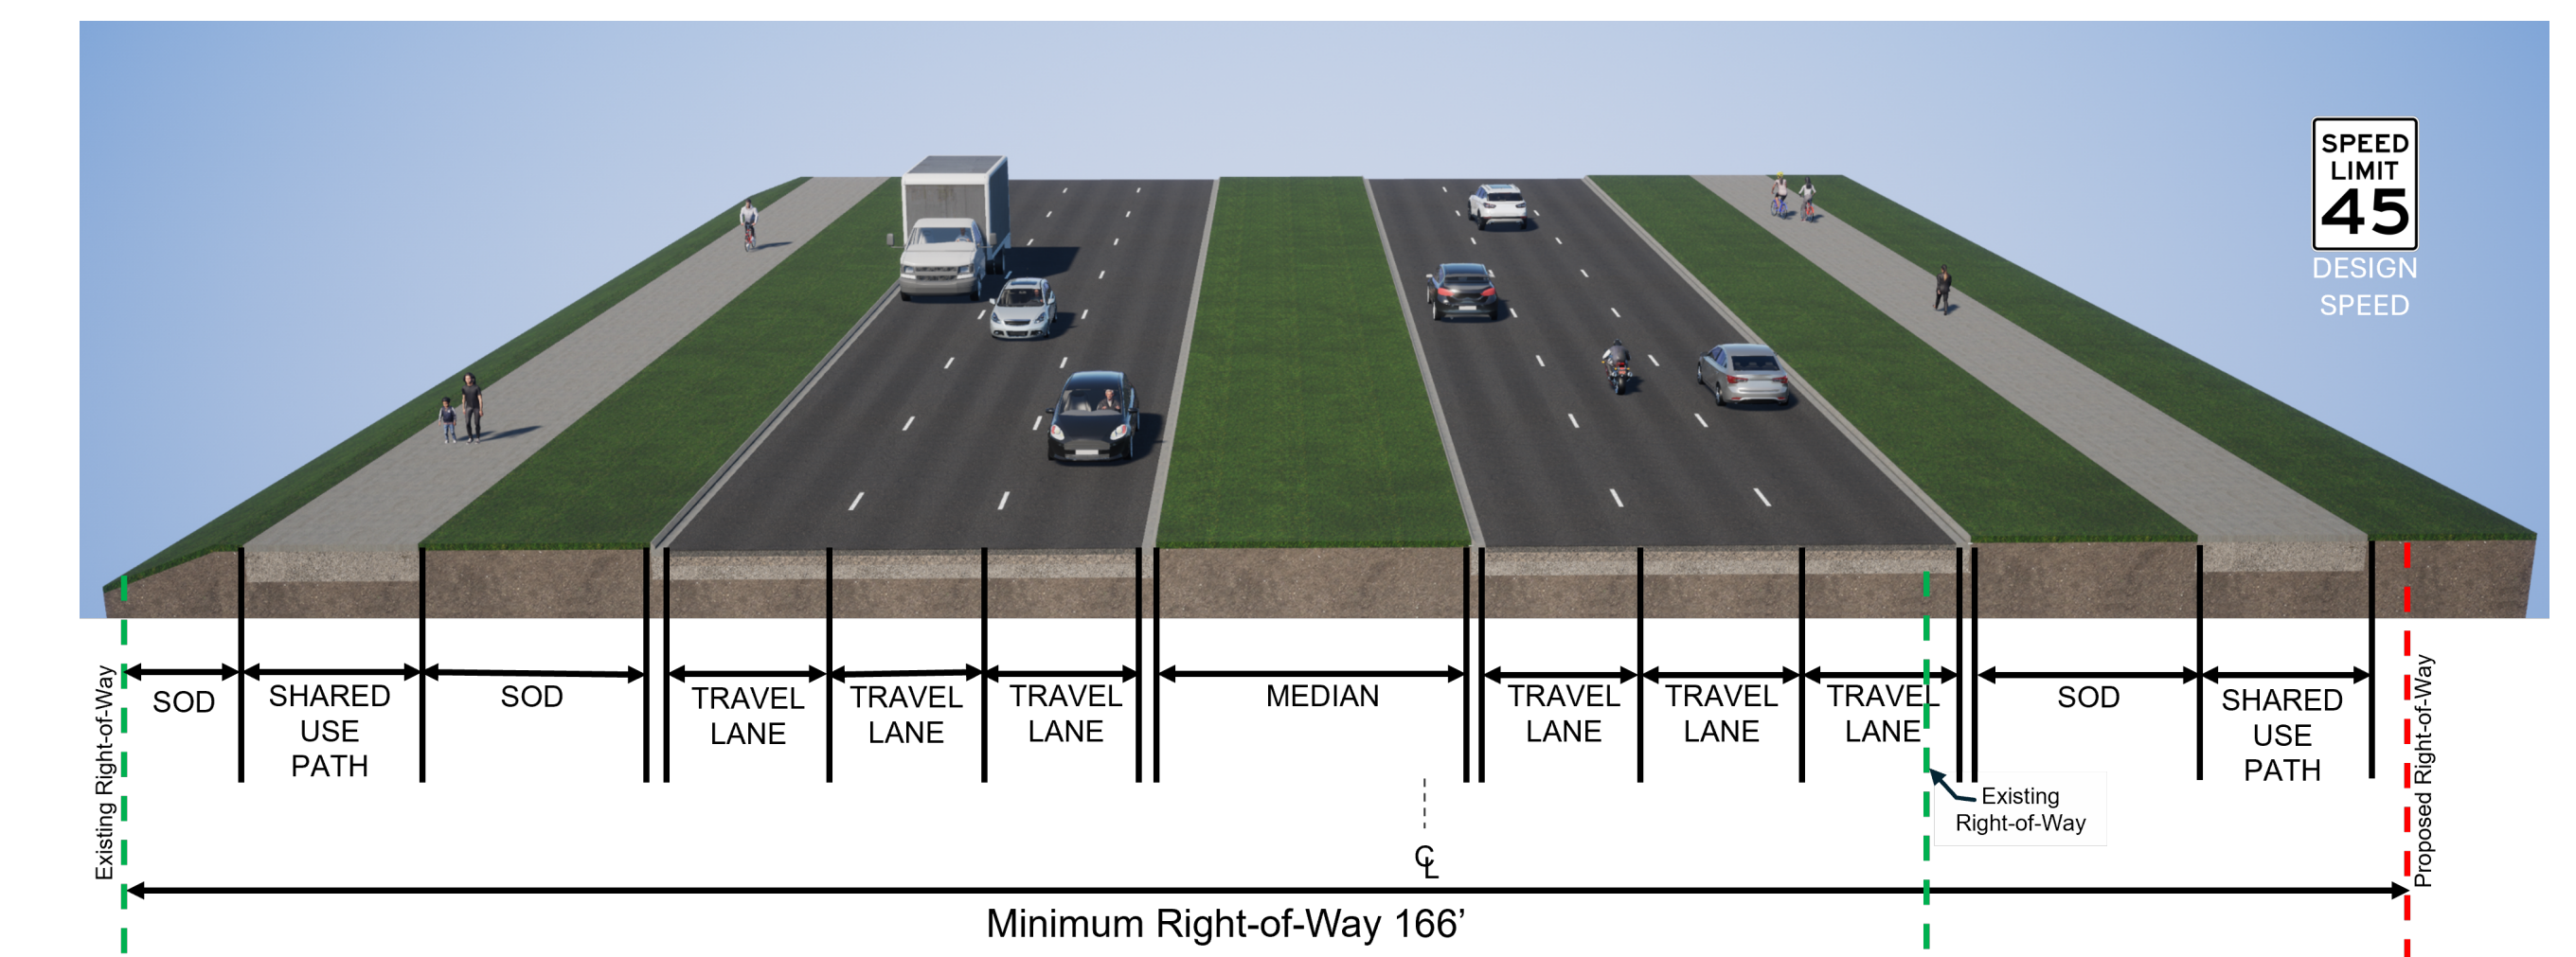 SPEED
LIMIT
45
DESIGN
SPEED
Existing Right-of-Way
SOD
SHARED
USE
PATH
SOD
TRAVEL
LANE
TRAVEL
LANE
TRAVEL
LANE
MEDIAN
TRAVEL
LANE
TRAVEL
LANE
TRAVEL
LANE
SOD
SHARED
USE
PATH
Proposed Right-of-Way
Existing
Right-of-Way
CL
Minimum Right-of-Way 166’